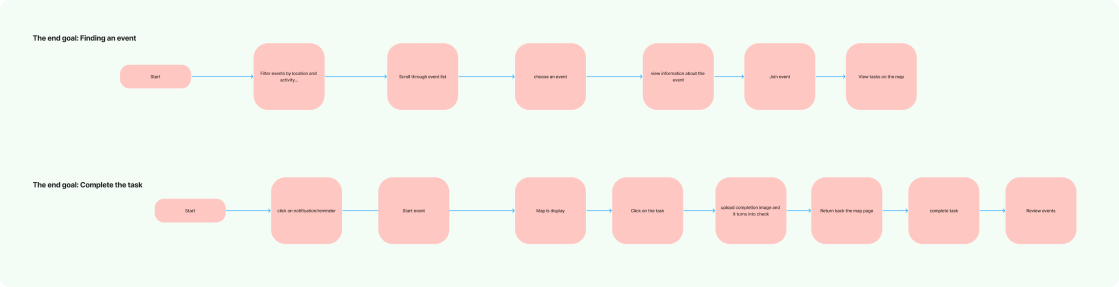 The end goal: Finding an event
Start
Filter events by location and
activity...
Scroll through event list
choose an event
view information about the
event
Join event
View tasks on the map
The end goal: Complete the task
Start
click on notification/reminder
Start event
Map is display
Click on the task
upload completion image and
it turns into check
Return back the map page
complete task
Review events